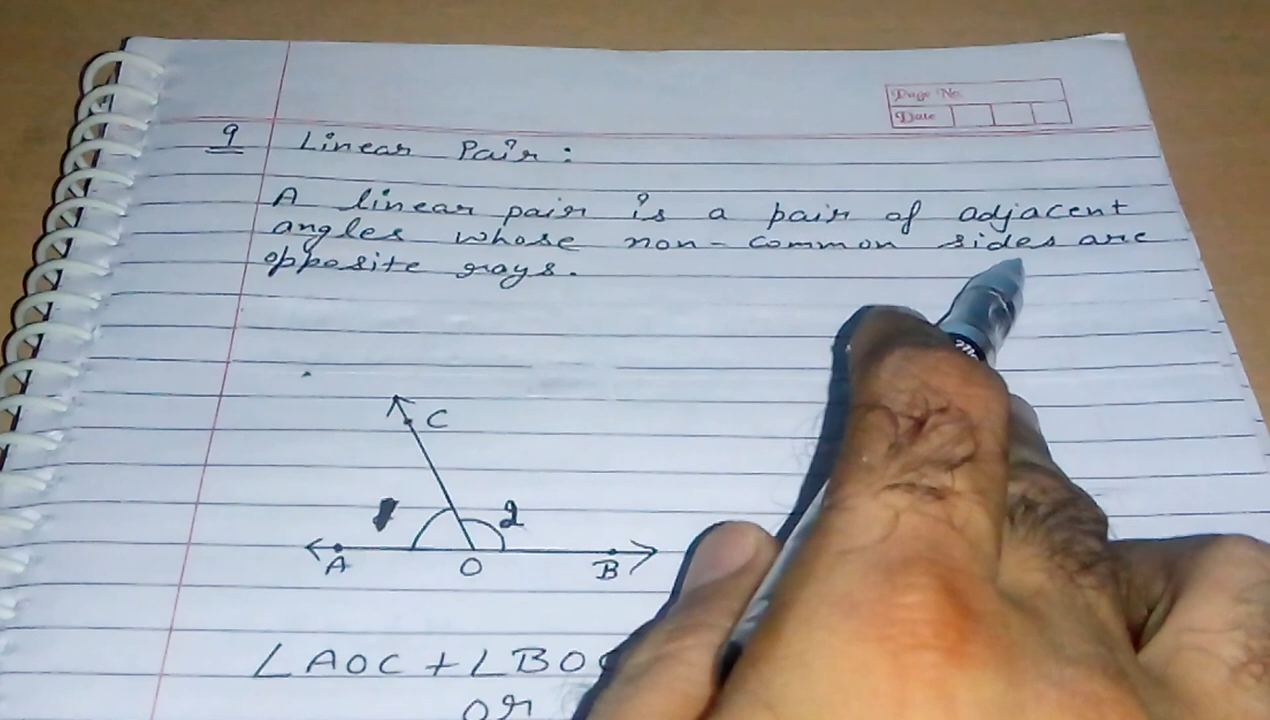 Page No.
Date
9 Linear Pair:
A linear pair is a pair of adjacent
angles whose non-common sides are
opposite rays.
C
1 2
A O B
∠AOC + ∠BOC
or